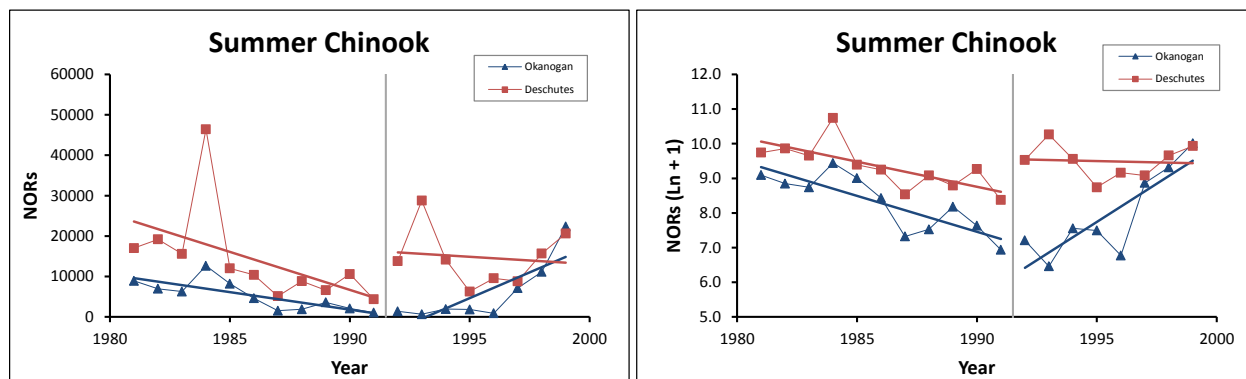 Summer Chinook
Okanogan
Deschutes
60000
50000
40000
30000
20000
10000
0
NORs
1980 1985 1990 1995 2000
Year
Summer Chinook
Okanogan
Deschutes
12.0
11.0
10.0
9.0
8.0
7.0
6.0
5.0
NORs (Ln + 1)
1980 1985 1990 1995 2000
Year